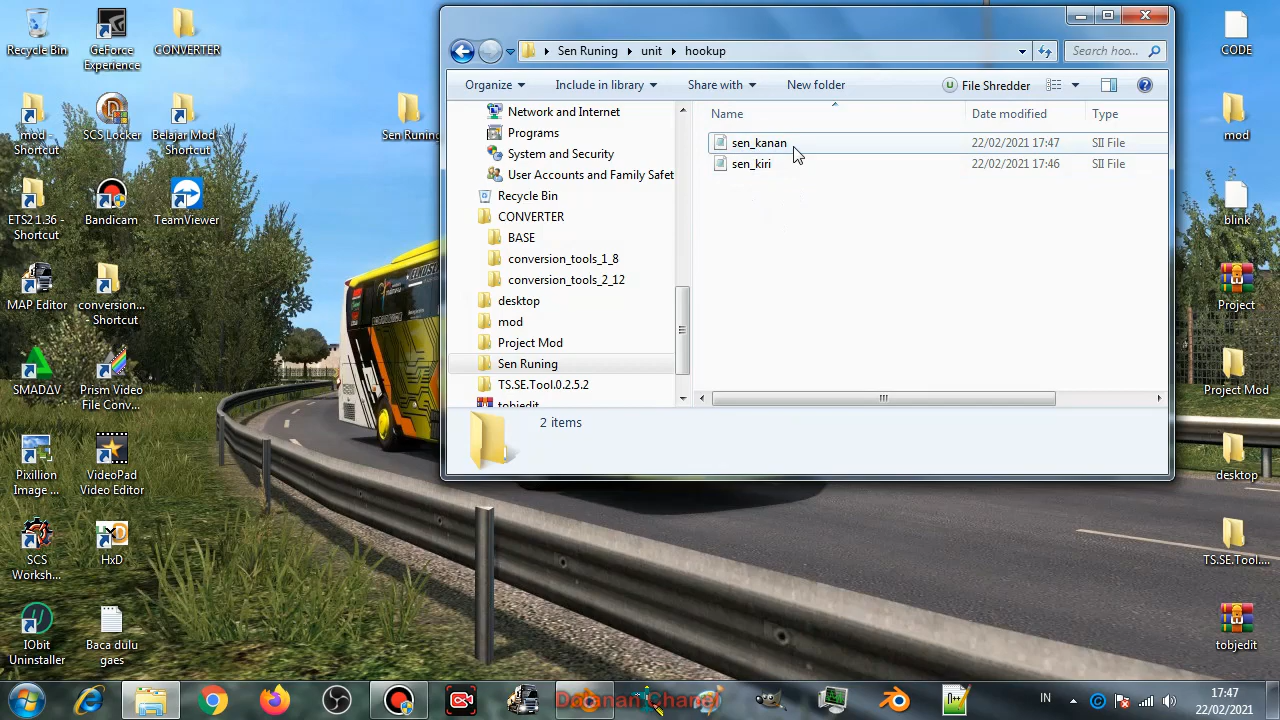 Recycle Bin
GeForce
Experience
CONVERTER
mod -
Shortcut
SCS Locker
Belajar Mod -
Shortcut
Sen Runing
ETS2 1.36 -
Shortcut
Bandicam
TeamViewer
MAP Editor
conversion...
- Shortcut
SMADΔV
Prism Video
File Conv...
Pixillion
Image ...
VideoPad
Video Editor
SCS
Worksh...
HxD
IObit
Uninstaller
Baca dulu
gaes
Sen Runing
unit
hookup
Search hoo...
Organize
Include in library
Share with
New folder
File Shredder
Network and Internet
Programs
System and Security
User Accounts and Family Safet
Recycle Bin
CONVERTER
BASE
conversion_tools_1_8
conversion_tools_2_12
desktop
mod
Project Mod
Sen Runing
TS.SE.Tool.0.2.5.2
tobjedit
Name
Date modified
Type
sen_kanan
22/02/2021 17:47
SII File
sen_kiri
22/02/2021 17:46
SII File
2 items
CODE
mod
blink
Project
Project Mod
desktop
TS.SE.Tool....
tobjedit
Dolanan Chanel
IN
17:47
22/02/2021